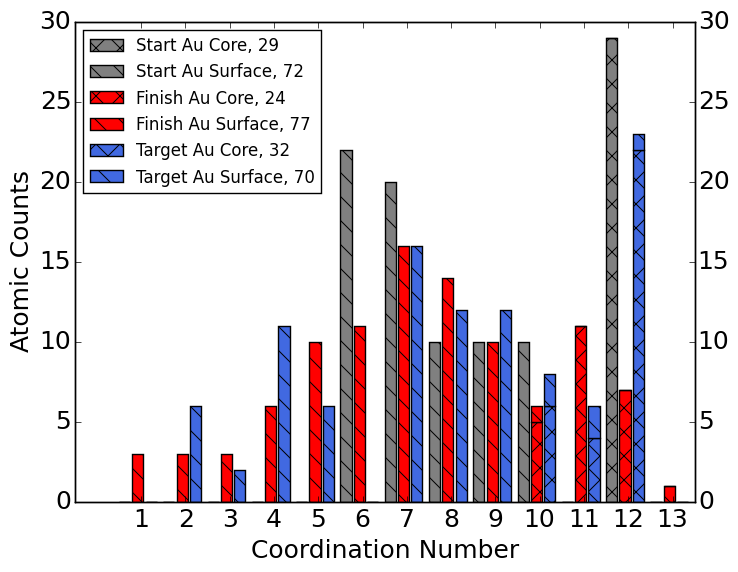 30
25
20
15
10
5
0
Atomic Counts
Start Au Core, 29
Start Au Surface, 72
Finish Au Core, 24
Finish Au Surface, 77
Target Au Core, 32
Target Au Surface, 70
30
25
20
15
10
5
0
1 2 3 4 5 6 7 8 9 10 11 12 13
Coordination Number